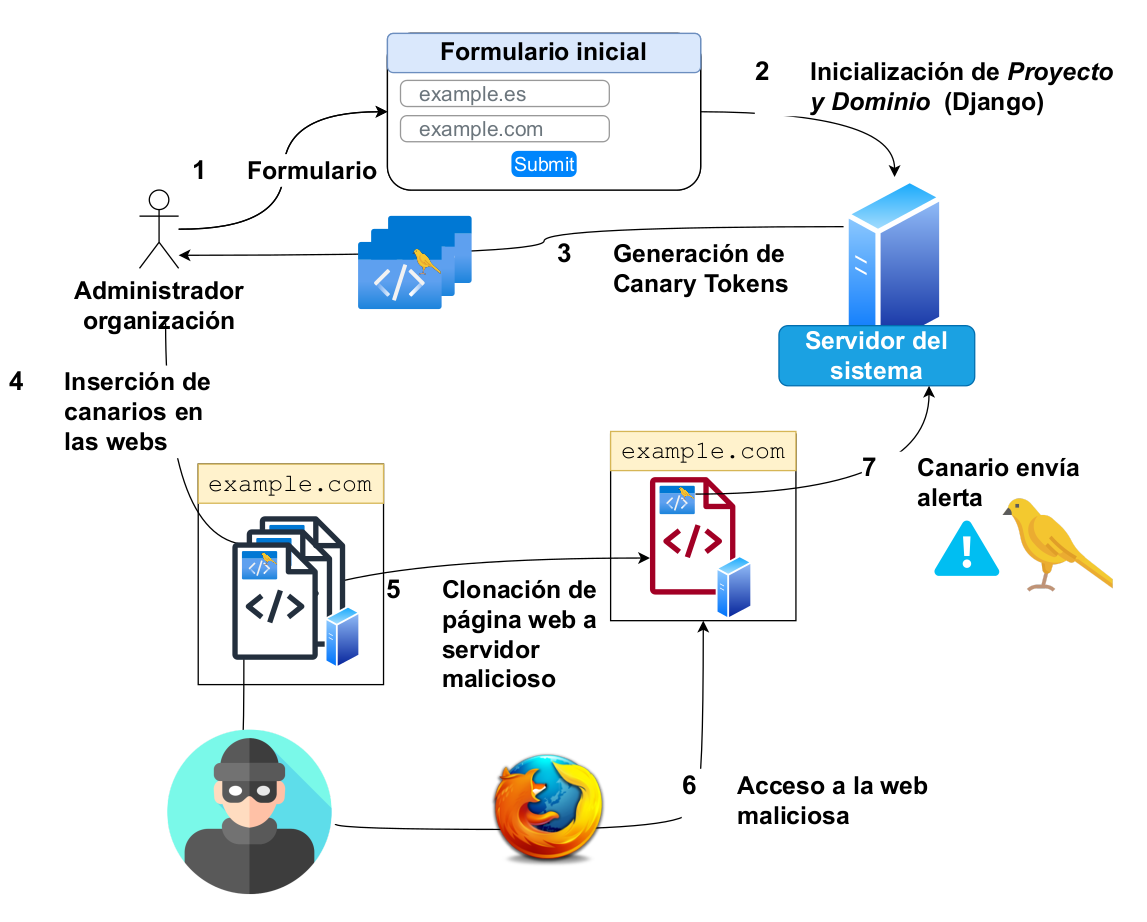 Formulario inicial
example.es
example.com
Submit
1 Formulario
2 Inicialización de Proyecto
y Dominio (Django)
3 Generación de
Canary Tokens
Administrador
organización
Servidor del
sistema
4 Inserción de
canarios en
las webs
example.com
</>
5 Clonación de
página web a
servidor
malicioso
examp1e.com
</>
6 Acceso a la web
maliciosa
7 Canario envía
alerta